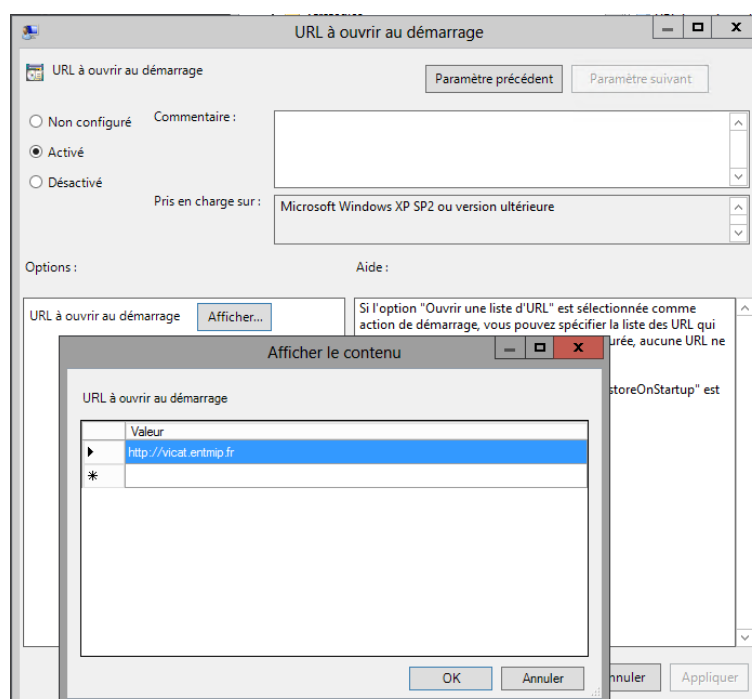 URL à ouvrir au démarrage
URL à ouvrir au démarrage
Paramètre précédent
Paramètre suivant
Non configuré
Commentaire :
Activé
Désactivé
Pris en charge sur :
Microsoft Windows XP SP2 ou version ultérieure
Options :
Aide :
URL à ouvrir au démarrage
Afficher...
Si l'option "Ouvrir une liste d'URL" est sélectionnée comme
action de démarrage, vous pouvez spécifier la liste des URL qui
urée, aucune URL ne
storeOnStartup" est
Afficher le contenu
URL à ouvrir au démarrage
Valeur
http://vicat.entmip.fr
OK
Annuler
nnuler
Appliquer